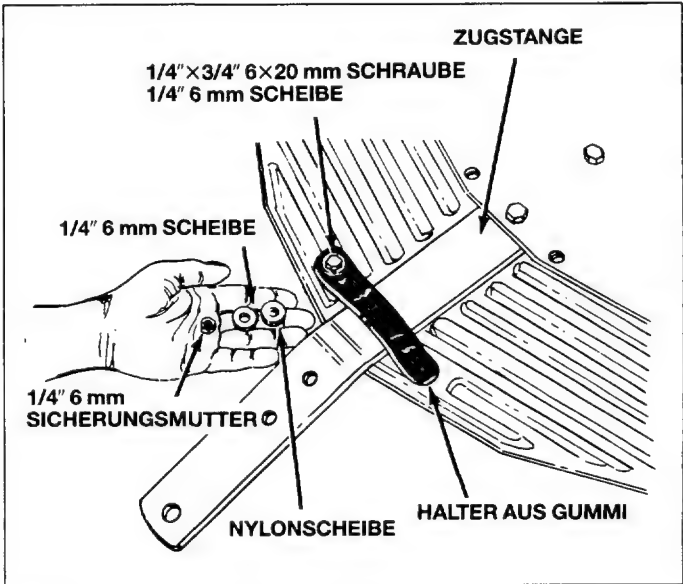 ZUGSTANGE
1/4″×3/4″ 6×20 mm SCHRAUBE
1/4″ 6 mm SCHEIBE
1/4″ 6 mm SCHEIBE
1/4″ 6 mm
SICHERUNGSMUTTER
NYLONSCHEIBE
HALTER AUS GUMMI